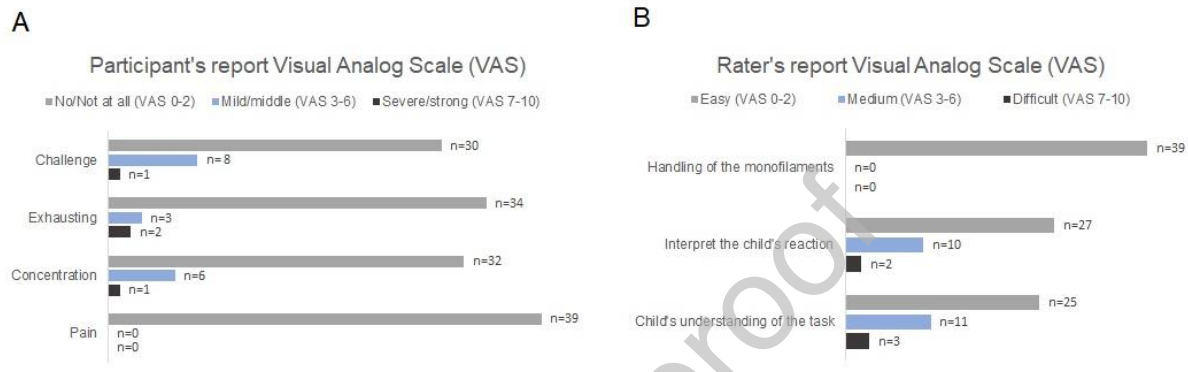 A
Participant's report Visual Analog Scale (VAS)
No/Not at all (VAS 0-2) Mild/middle (VAS 3-6) Severe/strong (VAS 7-10)
Challenge
n=30
n= 8
n=1
Exhausting
n=34
n=3
n=2
Concentration
n=32
n=6
n=1
Pain
n=39
n=0
n=0
B
Rater's report Visual Analog Scale (VAS)
Easy (VAS 0-2) Medium (VAS 3-6) Difficult (VAS 7-10)
Handling of the monofilaments
n=39
n=0
n=0
Interpret the child's reaction
n=27
n=10
n=2
Child's understanding of the task
n=25
n=11
n=3
proof